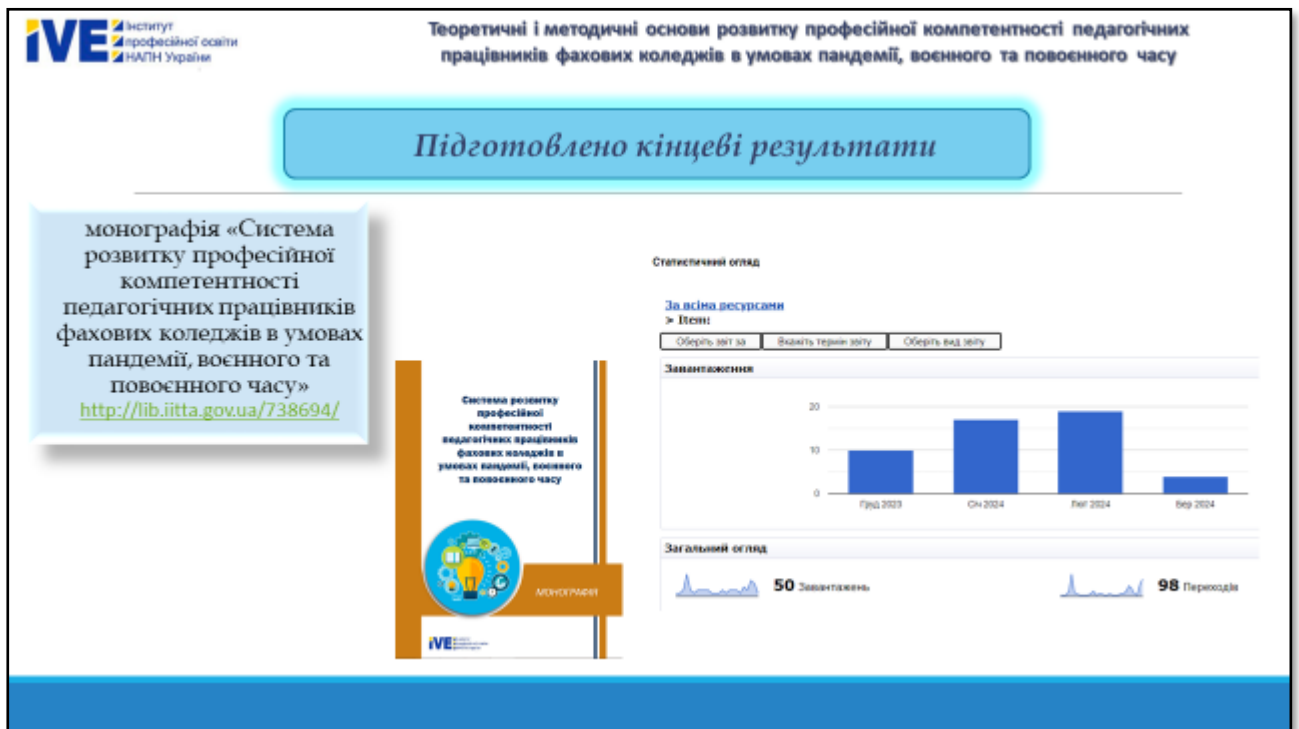 ІVE Інститут
професійної освіти
НАПН України
Теоретичні і методичні основи розвитку професійної компетентності педагогічних
працівників фахових коледжів в умовах пандемії, воєнного та повоєнного часу
Підготовлено кінцеві результати
монографія «Система
розвитку професійної
компетентності
педагогічних працівників
фахових коледжів в умовах
пандемії, воєнного та
повоєнного часу»
http://lib.iitta.gov.ua/738694/
Система розвитку
професійної
компетентності
педагогічних працівників
фахових коледжів в
умовах пандемії, воєнного
та повоєнного часу
МОНОГРАФІЯ
ІVE
Статистичний огляд
За всіма ресурсами
> Item:
Оберіть звіт за Вкажіть термін звіту Оберіть вид звіту
Завантаження
20
10
0
Груд 2023 Січ 2024 Лют 2024 Бер 2024
Загальний огляд
50 Завантажень 98 Переходів